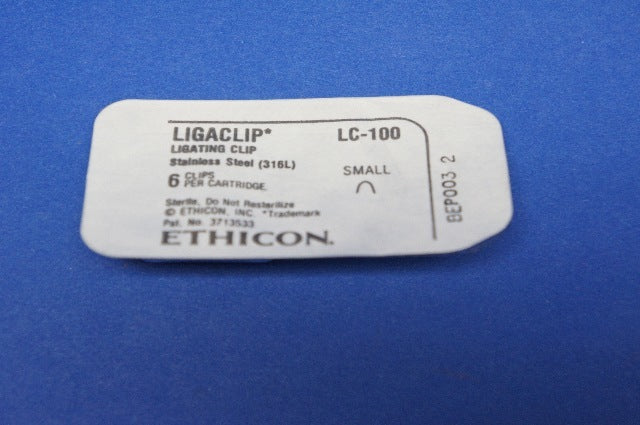 LIGACLIP* LC-100
LIGATING CLIP
Stainless Steel (316L)
6 CLIPS PER CARTRIDGE
SMALL
Sterile, Do Not Resterilize
© ETHICON, INC. *Trademark
Pat. No. 3713533
ETHICON.
BEP003 2